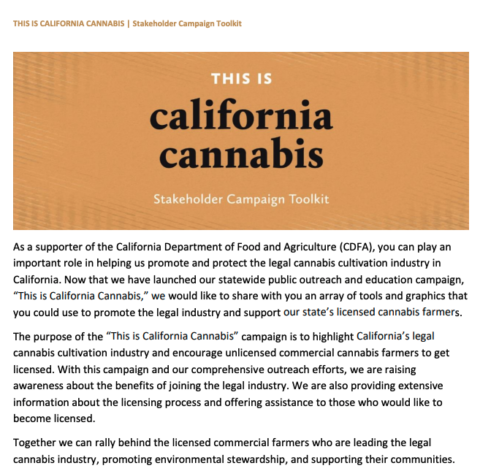 THIS IS CALIFORNIA CANNABIS | Stakeholder Campaign Toolkit
THIS IS
california
cannabis
Stakeholder Campaign Toolkit
As a supporter of the California Department of Food and Agriculture (CDFA), you can play an
important role in helping us promote and protect the legal cannabis cultivation industry in
California. Now that we have launched our statewide public outreach and education campaign,
“This is California Cannabis,” we would like to share with you an array of tools and graphics that
you could use to promote the legal industry and support our state’s licensed cannabis farmers.
The purpose of the “This is California Cannabis” campaign is to highlight California’s legal
cannabis cultivation industry and encourage unlicensed commercial cannabis farmers to get
licensed. With this campaign and our comprehensive outreach efforts, we are raising
awareness about the benefits of joining the legal industry. We are also providing extensive
information about the licensing process and offering assistance to those who would like to
become licensed.
Together we can rally behind the licensed commercial farmers who are leading the legal
cannabis industry, promoting environmental stewardship, and supporting their communities.